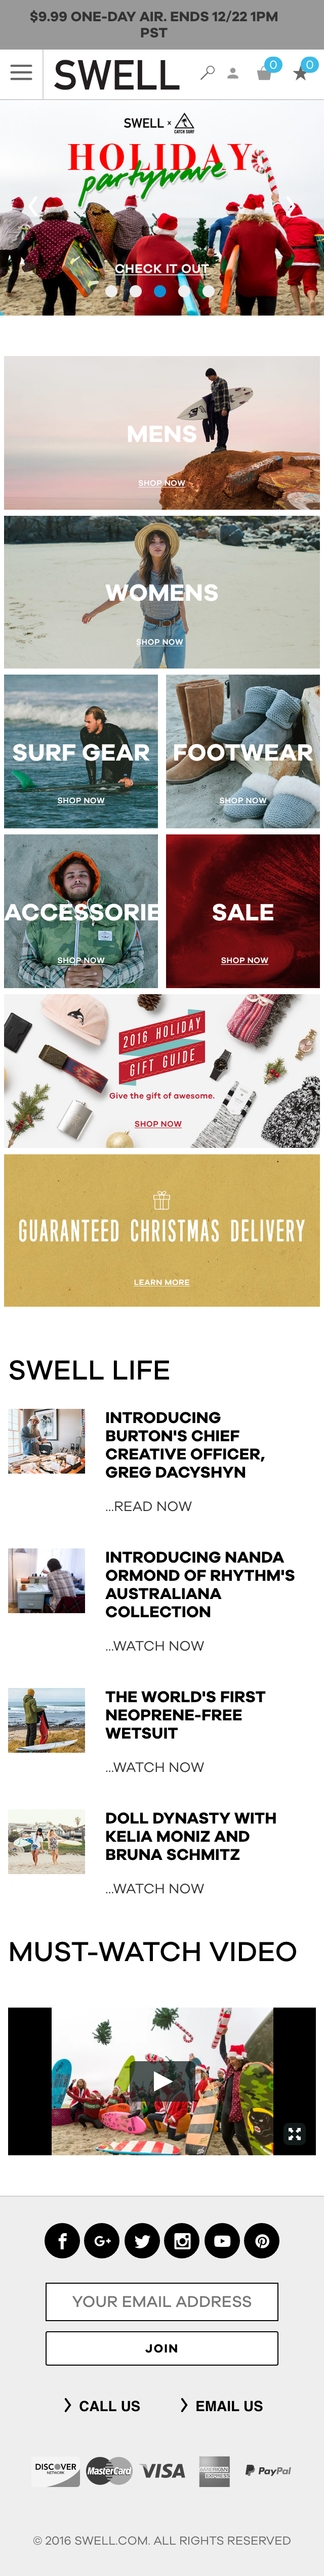 $9.99 ONE-DAY AIR. ENDS 12/22 1PM
PST
SWELL
0
0
SWELL x CATCH SURF
HOLIDAY
partywave
CHECK IT OUT
MENS
SHOP NOW
WOMENS
SHOP NOW
SURF GEAR
SHOP NOW
FOOTWEAR
SHOP NOW
ACCESSORIE
SHOP NOW
SALE
SHOP NOW
2016 HOLIDAY
GIFT GUIDE
Give the gift of awesome.
SHOP NOW
GUARANTEED CHRISTMAS DELIVERY
LEARN MORE
SWELL LIFE
INTRODUCING
BURTON'S CHIEF
CREATIVE OFFICER,
GREG DACYSHYN
...READ NOW
INTRODUCING NANDA
ORMOND OF RHYTHM'S
AUSTRALIANA
COLLECTION
...WATCH NOW
THE WORLD'S FIRST
NEOPRENE-FREE
WETSUIT
...WATCH NOW
DOLL DYNASTY WITH
KELIA MONIZ AND
BRUNA SCHMITZ
...WATCH NOW
MUST-WATCH VIDEO
f G+
YOUR EMAIL ADDRESS
JOIN
CALL US EMAIL US
DISCOVER NETWORK MasterCard VISA AMERICAN EXPRESS PayPal
© 2016 SWELL.COM. ALL RIGHTS RESERVED